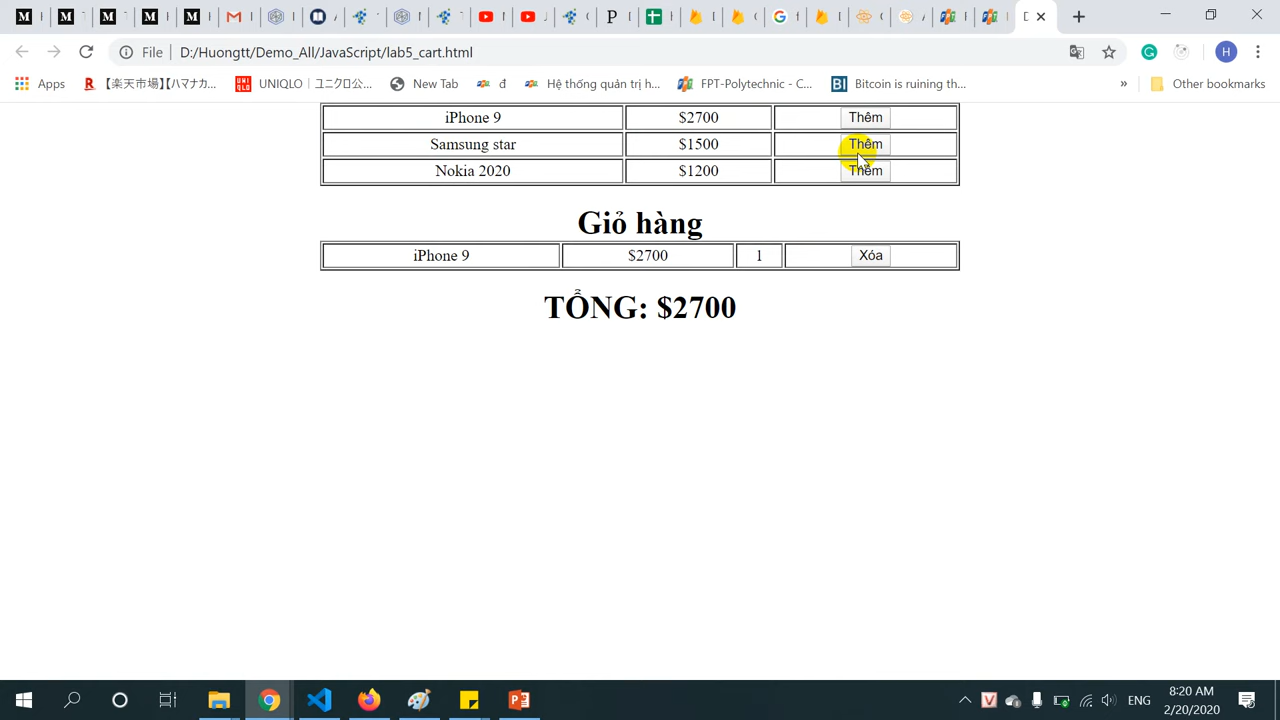 File D:/Huongtt/Demo_All/JavaScript/lab5_cart.html
H
Apps 【楽天市場】【ハマナカ... UNIQLO | ユニクロ公... New Tab đ Hệ thống quản trị h... FPT-Polytechnic - C... Bitcoin is ruining th... » Other bookmarks
iPhone 9 $2700 Thêm
Samsung star $1500 Thêm
Nokia 2020 $1200 Thêm
Giỏ hàng
iPhone 9 $2700 1 Xóa
TỔNG: $2700
ENG 8:20 AM
2/20/2020